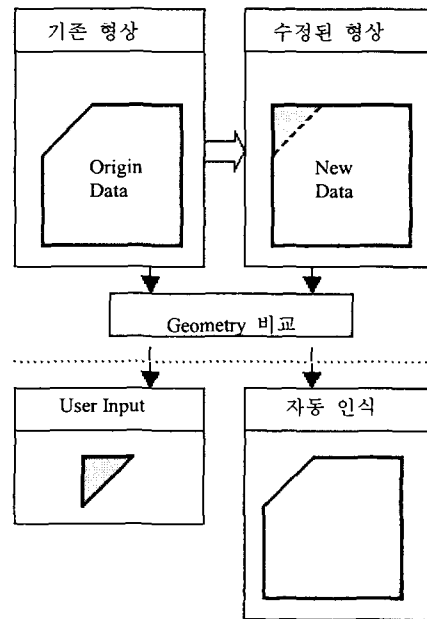 기존 형상
수정된 형상
Origin
Data
New
Data
Geometry 비교
User Input
자동 인식